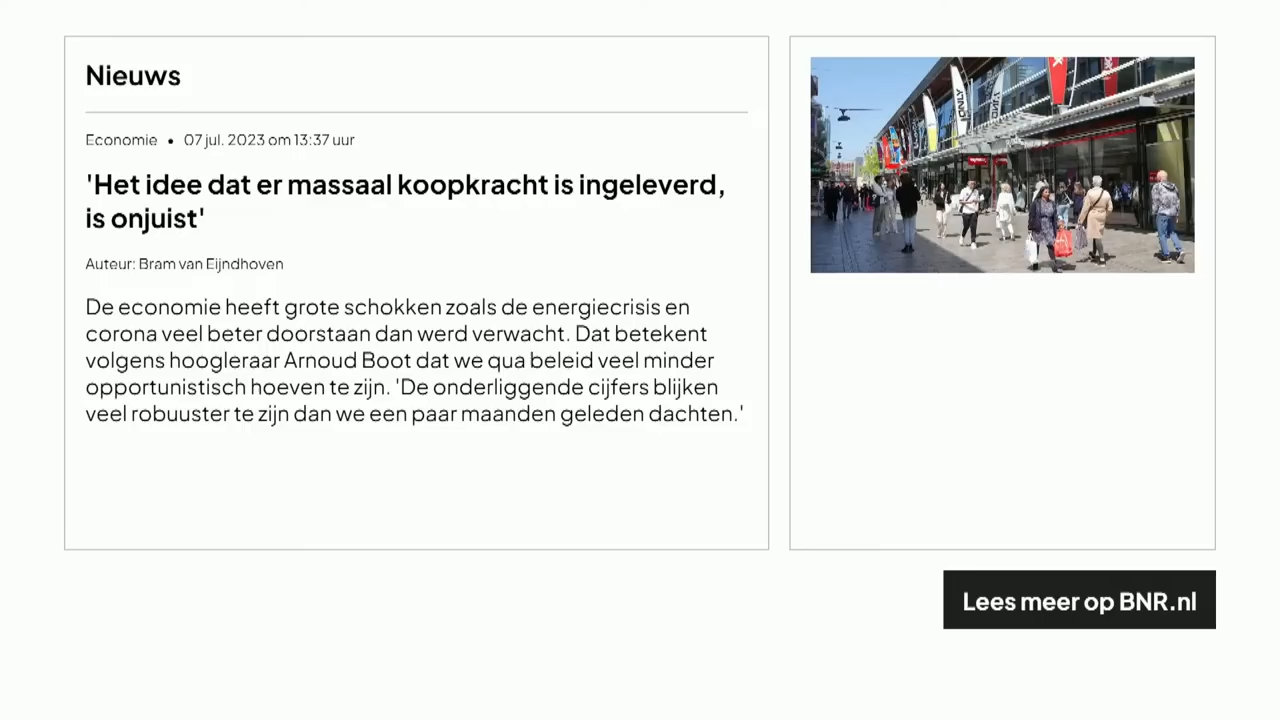 Nieuws
Economie • 07 jul. 2023 om 13:37 uur
'Het idee dat er massaal koopkracht is ingeleverd,
is onjuist'
Auteur: Bram van Eijndhoven
De economie heeft grote schokken zoals de energiecrisis en
corona veel beter doorstaan dan werd verwacht. Dat betekent
volgens hoogleraar Arnoud Boot dat we qua beleid veel minder
opportunistisch hoeven te zijn. 'De onderliggende cijfers blijken
veel robuuster te zijn dan we een paar maanden geleden dachten.'
ONLY
Lees meer op BNR.nl